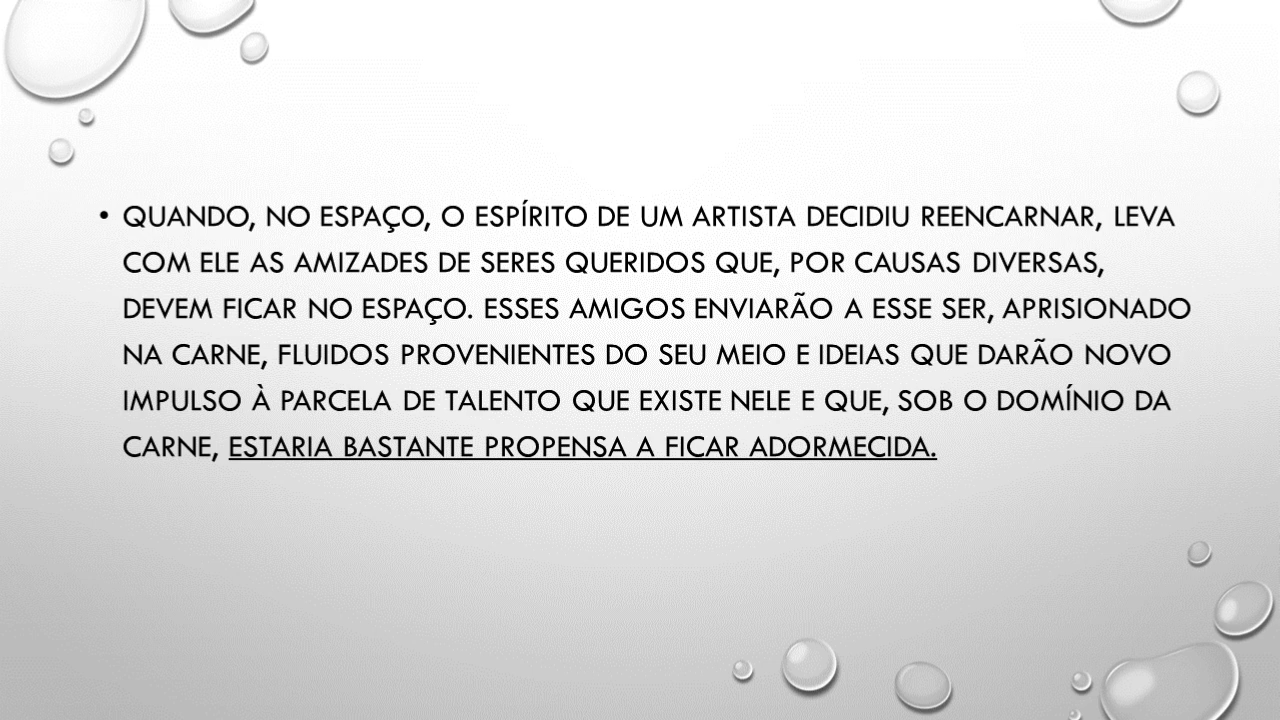 • QUANDO, NO ESPAÇO, O ESPÍRITO DE UM ARTISTA DECIDIU REENCARNAR, LEVA
COM ELE AS AMIZADES DE SERES QUERIDOS QUE, POR CAUSAS DIVERSAS,
DEVEM FICAR NO ESPAÇO. ESSES AMIGOS ENVIARÃO A ESSE SER, APRISIONADO
NA CARNE, FLUIDOS PROVENIENTES DO SEU MEIO E IDEIAS QUE DARÃO NOVO
IMPULSO À PARCELA DE TALENTO QUE EXISTE NELE E QUE, SOB O DOMÍNIO DA
CARNE, ESTARIA BASTANTE PROPENSA A FICAR ADORMECIDA.